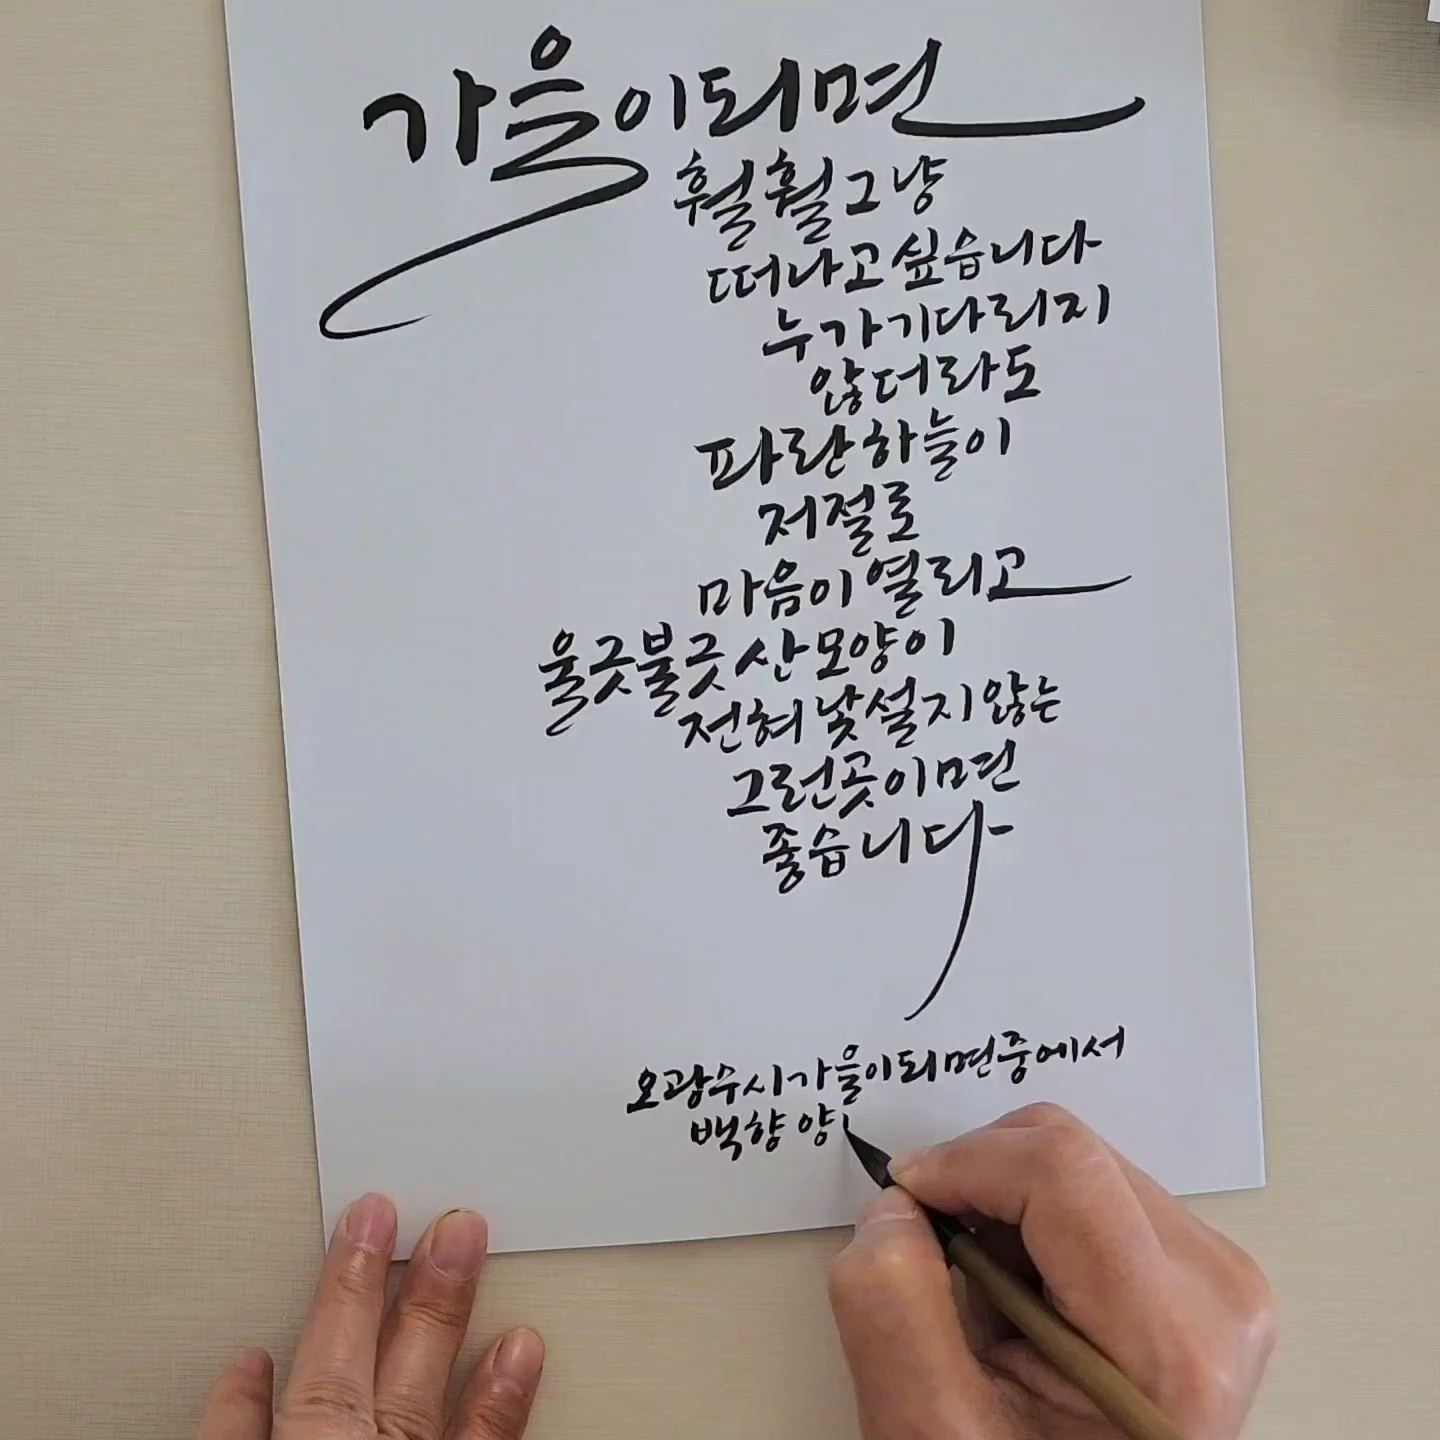 가을이되면
훨훨그냥
떠나고싶습니다
누가기다리지
않더라도
파란하늘이
저절로
마음이열리고
울긋불긋산모양이
전혀낯설지않는
그런곳이면
좋습니다
오광수시가을이되면중에서
백향양